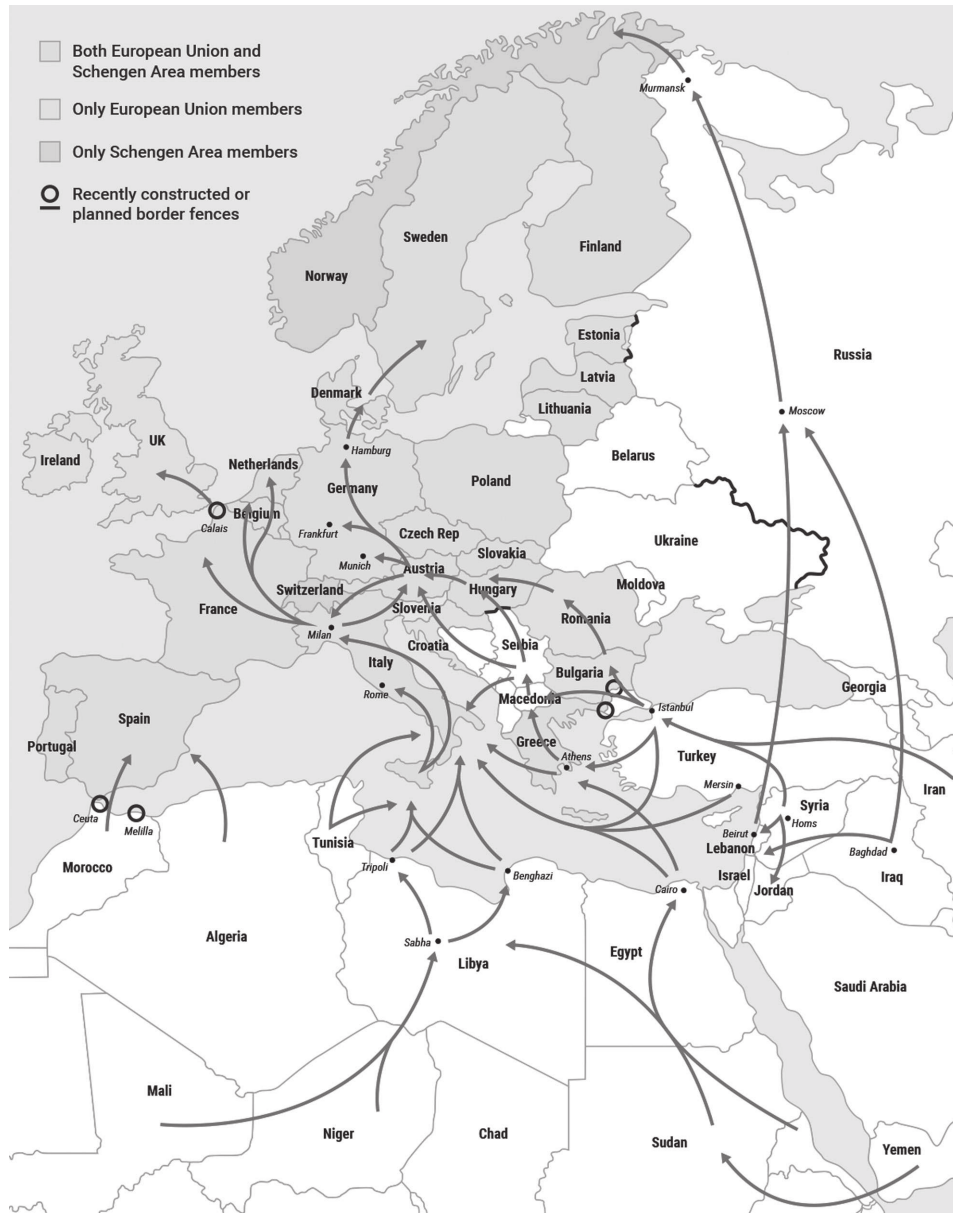 Both European Union and
Schengen Area members
Only European Union members
Only Schengen Area members
Recently constructed or
planned border fences
Murmansk
Sweden
Finland
Norway
Estonia
Russia
Latvia
Denmark
Lithuania
Moscow
UK
Hamburg
Ireland
Netherlands
Belarus
Germany
Poland
Belgium
Calais
Frankfurt
Czech Rep
Ukraine
Slovakia
Munich
Austria
Moldova
Switzerland
Hungary
France
Slovenia
Romania
Milan
Croatia
Serbia
Italy
Bulgaria
Georgia
Rome
Macedonia
Istanbul
Spain
Portugal
Greece
Athens
Turkey
Mersin
Iran
Syria
Ceuta
Melilla
Homs
Tunisia
Beirut
Lebanon
Baghdad
Morocco
Tripoli
Israel
Iraq
Benghazi
Cairo
Jordan
Algeria
Sabha
Egypt
Libya
Saudi Arabia
Mali
Niger
Chad
Sudan
Yemen